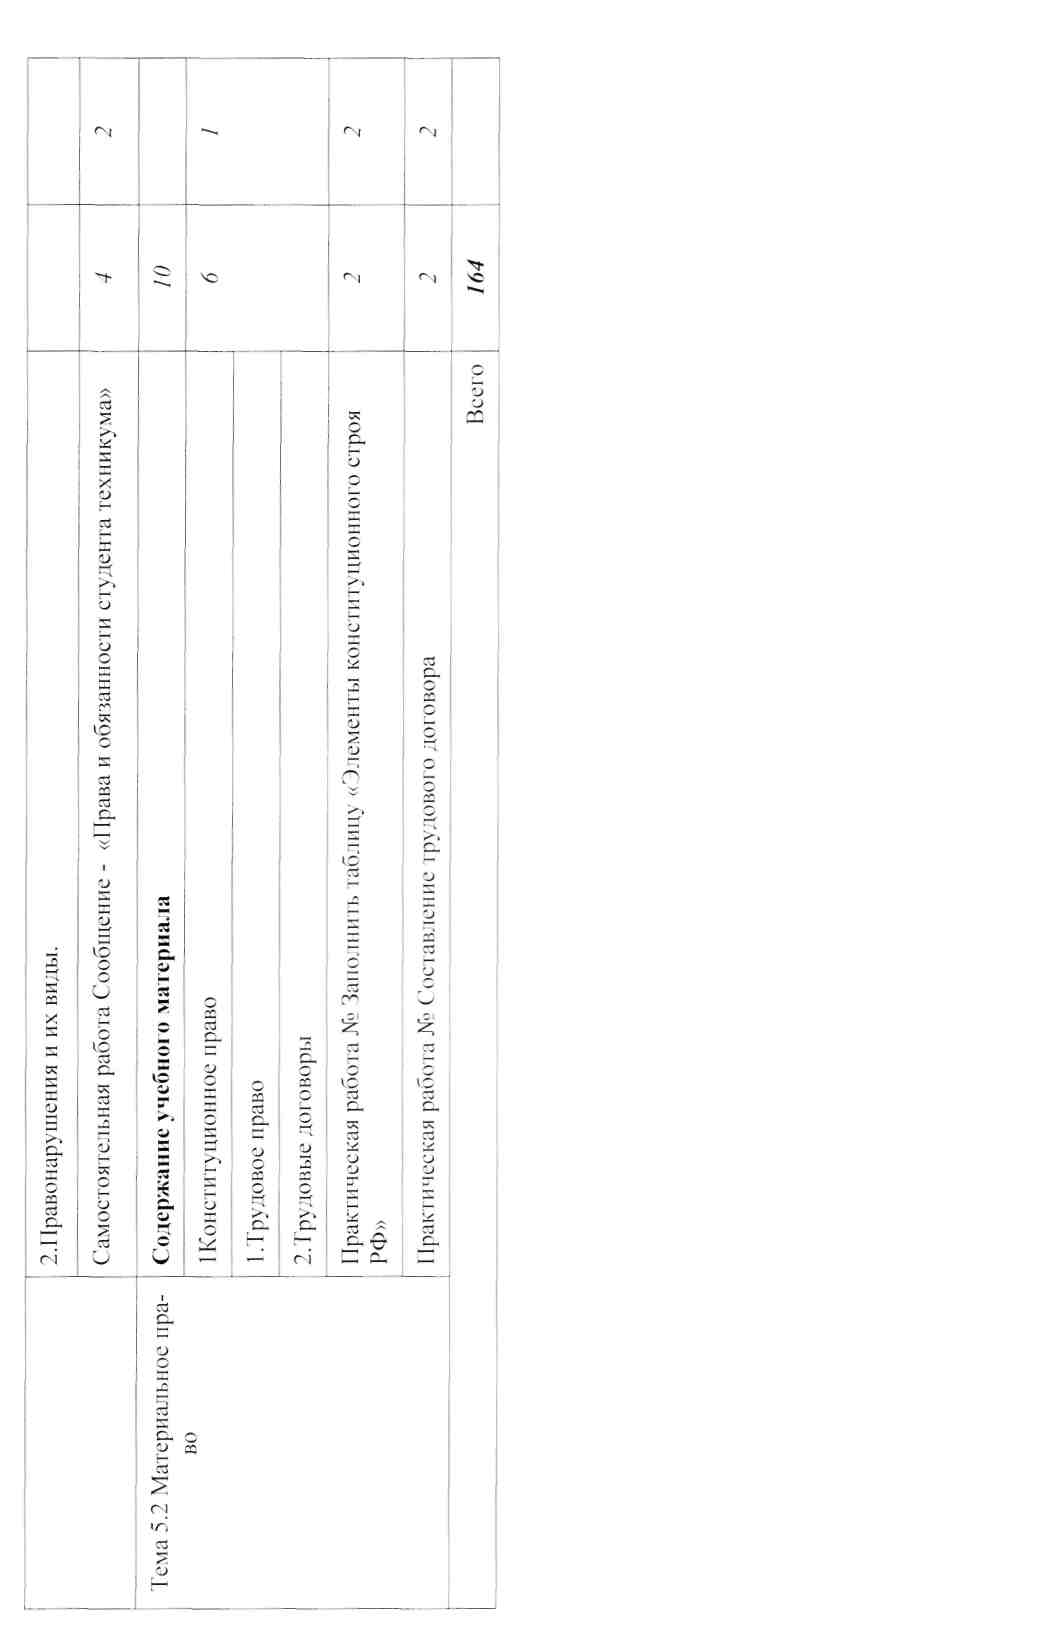 2.Правонарушения и их виды.
Самостоятельная работа Сообщение - «Права и обязанности студента техникума» 4 2
Тема 5.2 Материальное пра-
во
Содержание учебного материала 10
1Конституционное право 6 1
1.Трудовое право
2.Трудовые договоры
Практическая работа № Заполнить таблицу «Элементы конституционного строя
РФ» 2 2
Практическая работа № Составление трудового договора 2 2
Всего 164